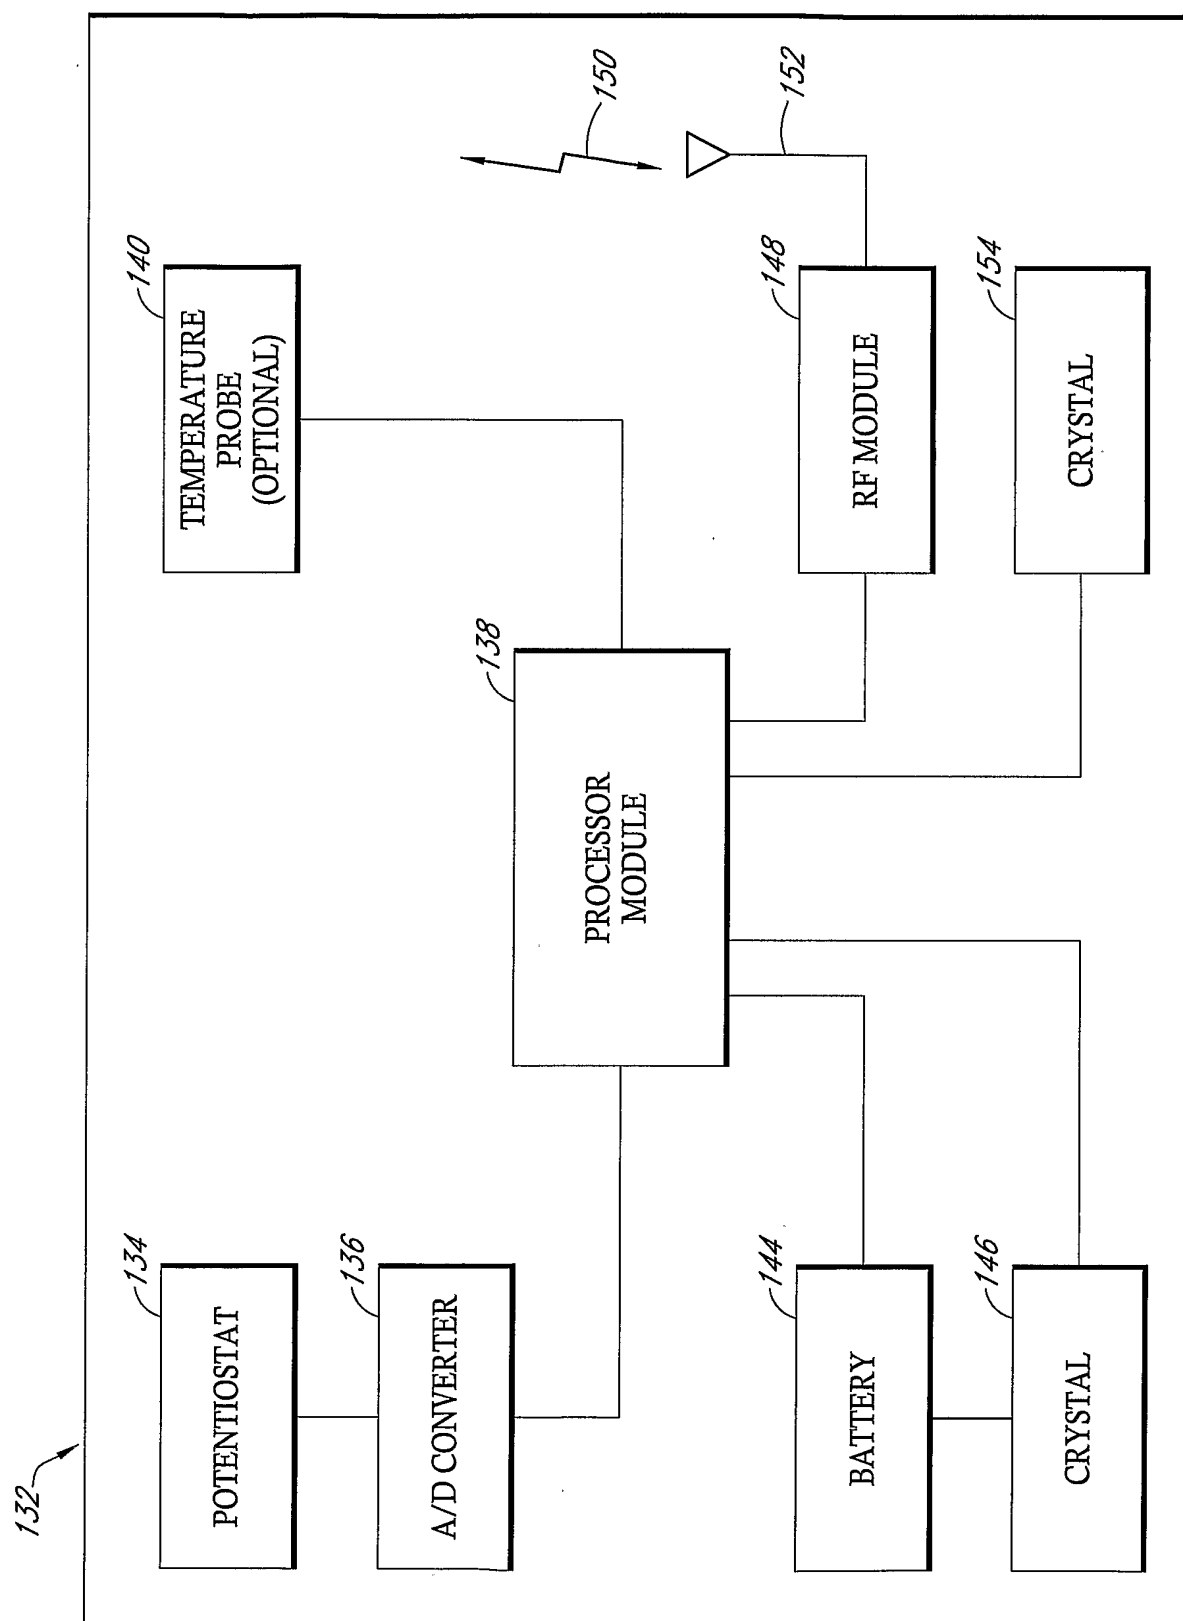 132
134
POTENTIOSTAT
136
A/D CONVERTER
138
PROCESSOR
MODULE
140
TEMPERATURE
PROBE
(OPTIONAL)
144
BATTERY
146
CRYSTAL
148
RF MODULE
150
152
154
CRYSTAL